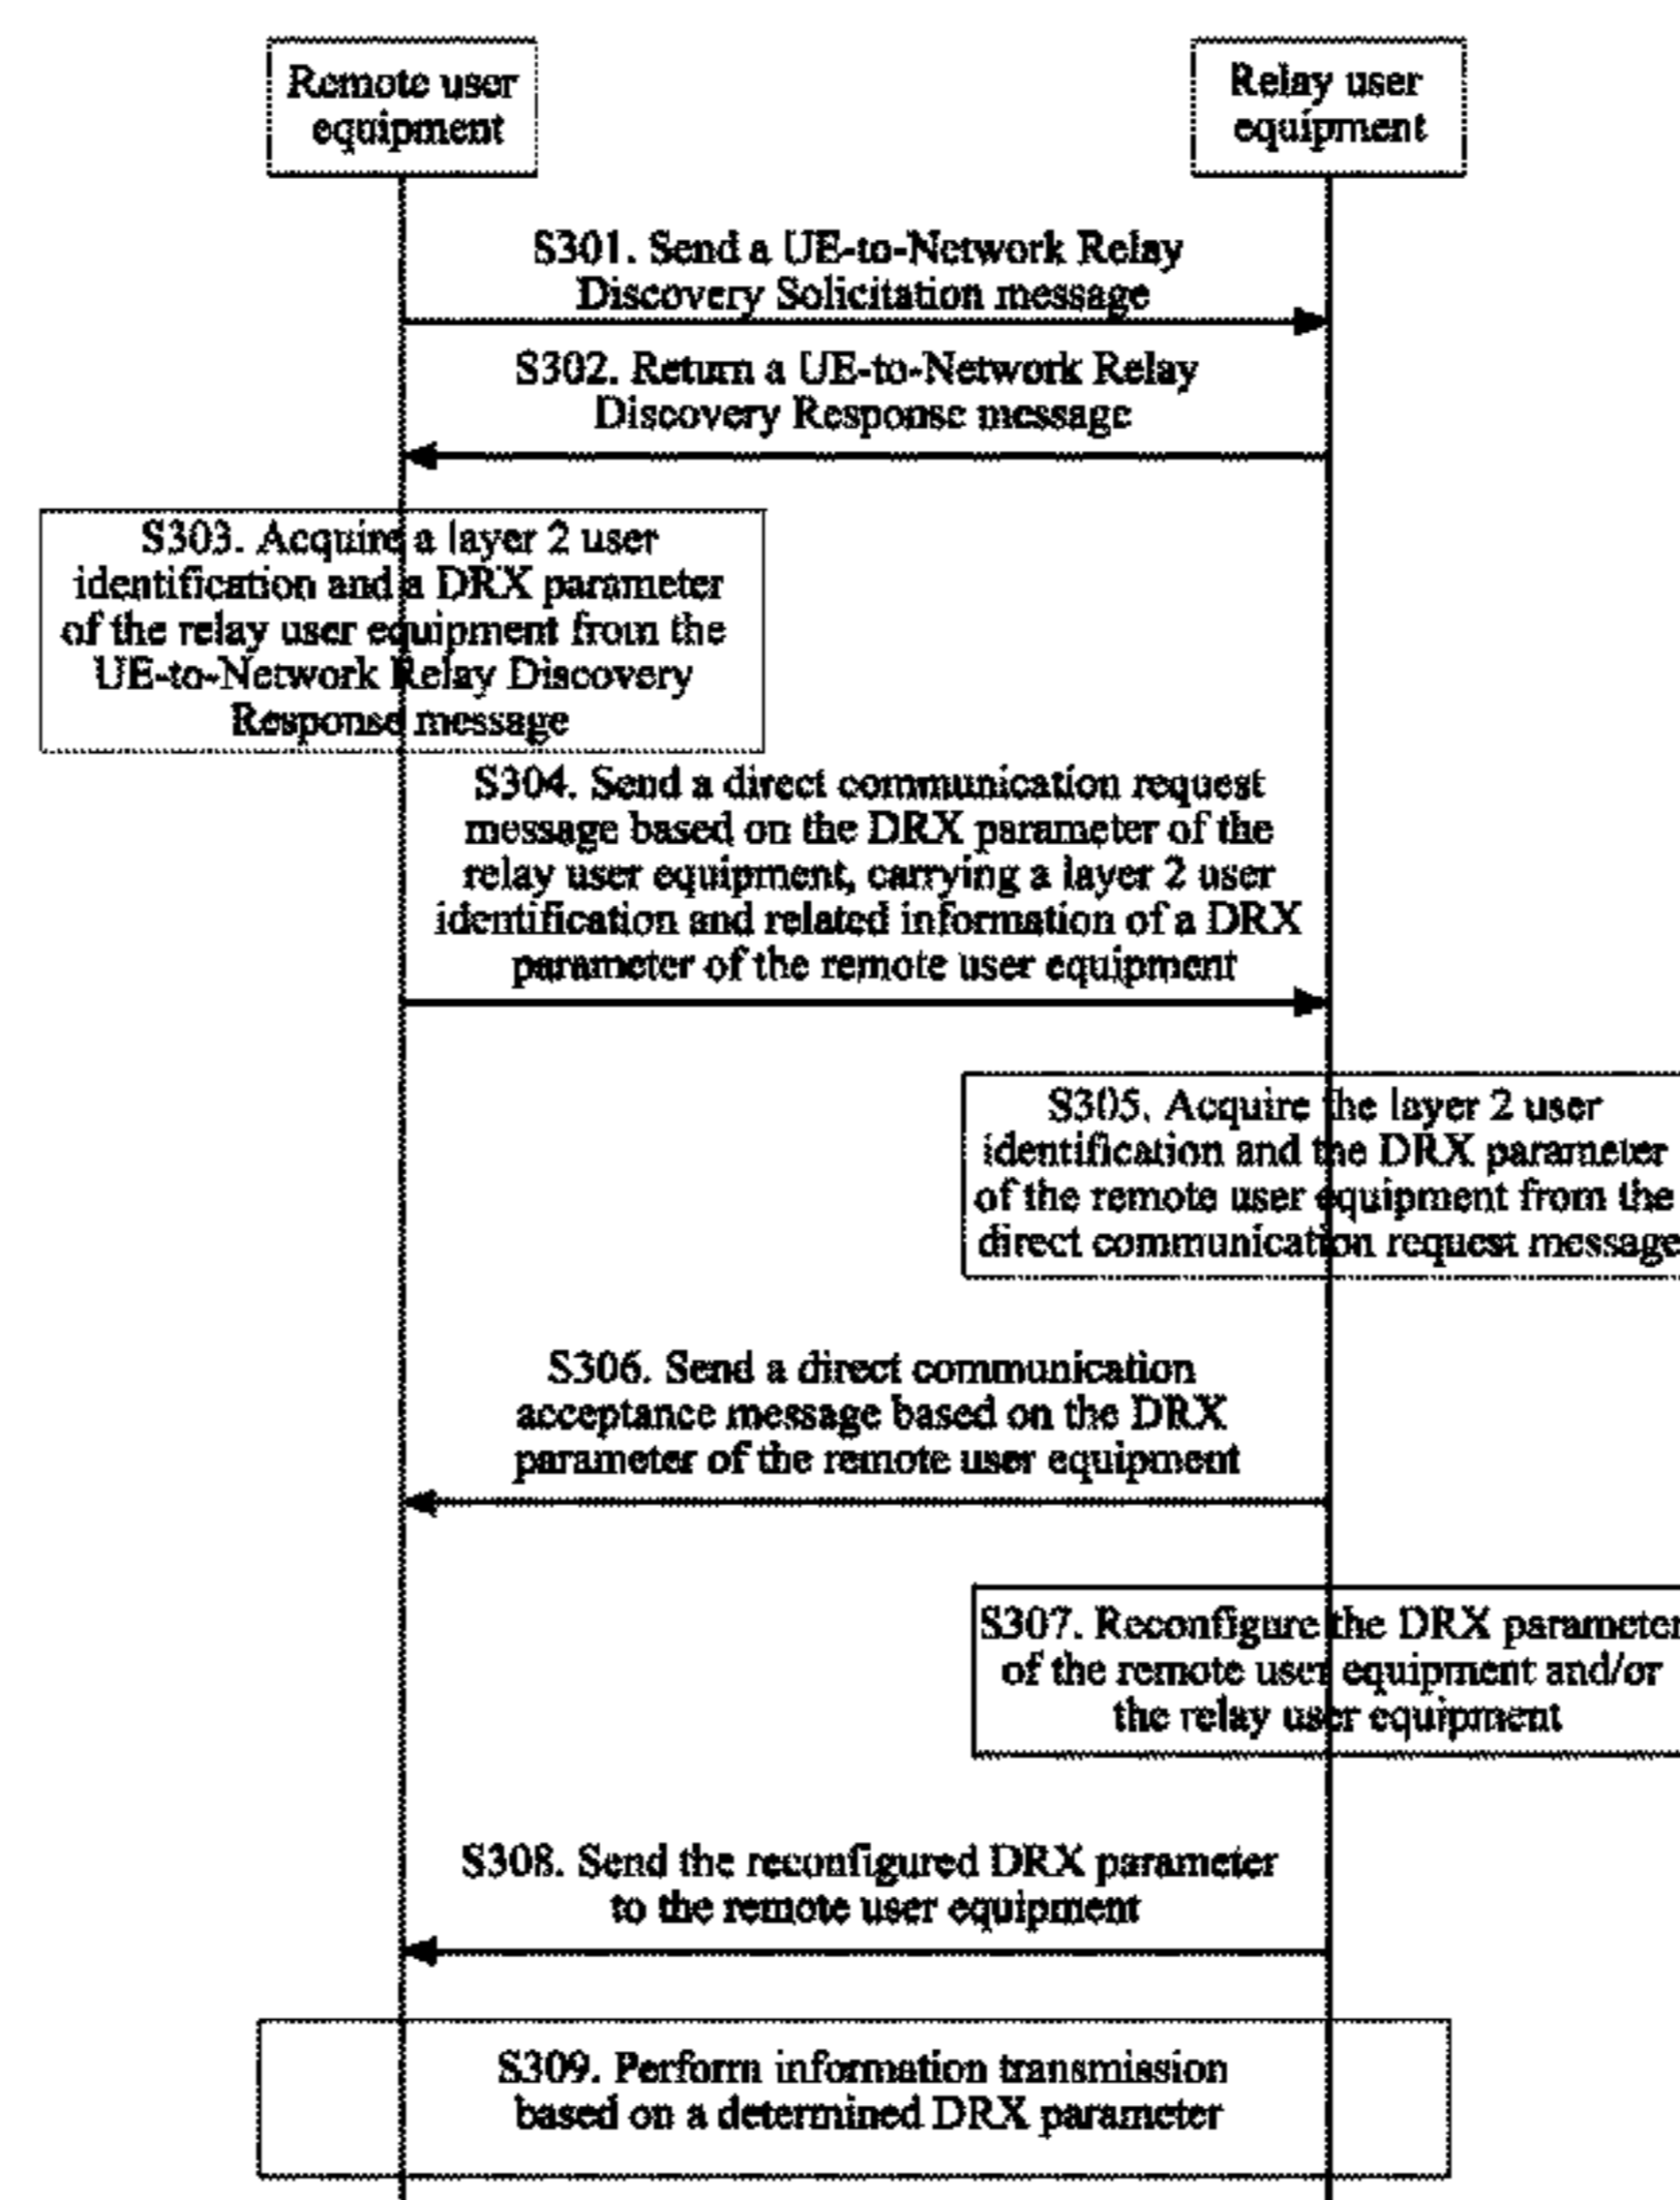 Remote user
equipment
Relay user
equipment
S301. Send a UE-to-Network Relay
Discovery Solicitation message
S302. Return a UE-to-Network Relay
Discovery Response message
S303. Acquire a layer 2 user
identification and a DRX parameter
of the relay user equipment from the
UE-to-Network Relay Discovery
Response message
S304. Send a direct communication request
message based on the DRX parameter of the
relay user equipment, carrying a layer 2 user
identification and related information of a DRX
parameter of the remote user equipment
S305. Acquire the layer 2 user
identification and the DRX parameter
of the remote user equipment from the
direct communication request message
S306. Send a direct communication
acceptance message based on the DRX
parameter of the remote user equipment
S307. Reconfigure the DRX parameter
of the remote user equipment and/or
the relay user equipment
S308. Send the reconfigured DRX parameter
to the remote user equipment
S309. Perform information transmission
based on a determined DRX parameter